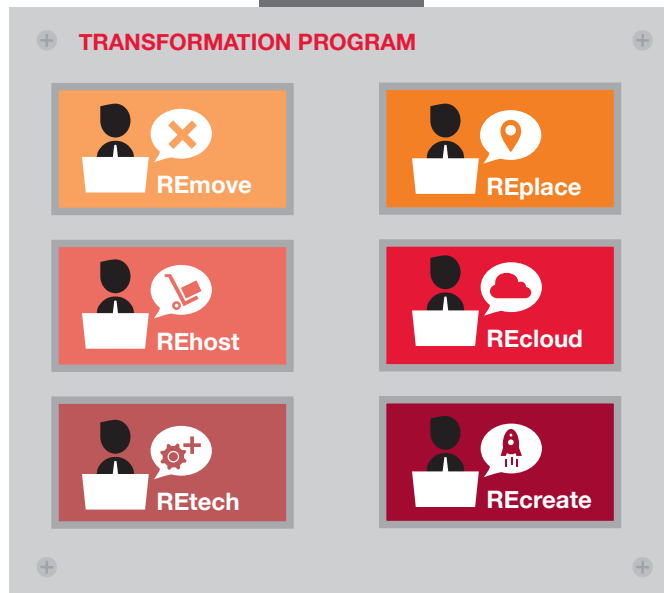 TRANSFORMATION PROGRAM
REmove
REplace
REhost
REcloud
REtech
REcreate